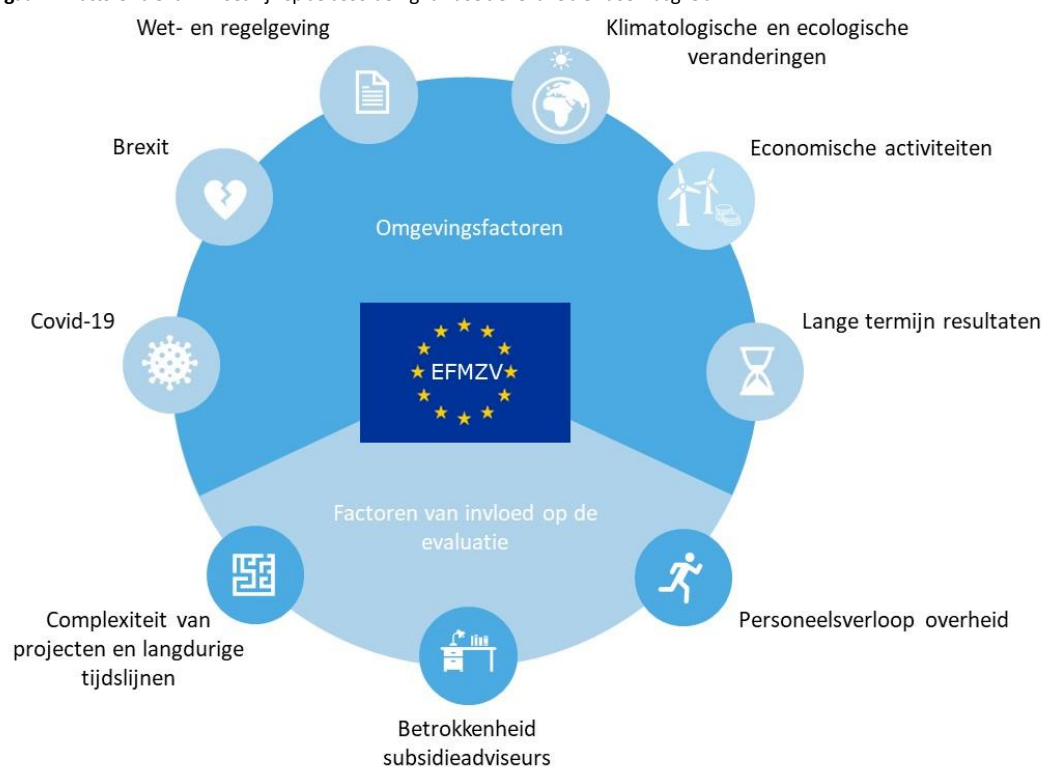 Wet- en regelgeving
Klimatologische en ecologische
veranderingen
Brexit
Economische activiteiten
Omgevingsfactoren
Covid-19
EFMZV
Lange termijn resultaten
Factoren van invloed op de
evaluatie
Complexiteit van
projecten en langdurige
tijdslijnen
Personeelsverloop overheid
Betrokkenheid
subsidieadviseurs